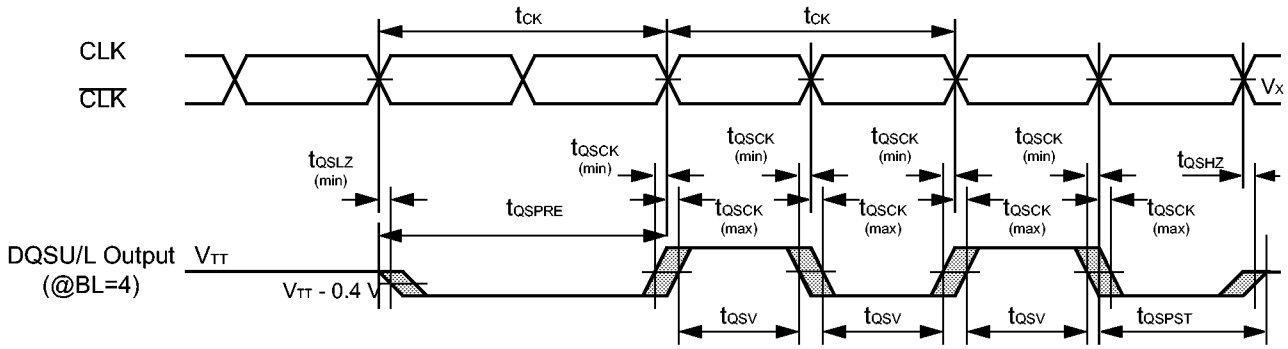 tCK tCK
CLK
CLK
VX
tQSLZ
(min)
tQSCK
(min)
tQSCK
(min)
tQSCK
(min)
tQSCK
(min)
tQSHZ
tQSPRE
tQSCK
(max)
tQSCK
(max)
tQSCK
(max)
tQSCK
(max)
DQSU/L Output
(@BL=4)
VTT
VTT - 0.4 V
tQSV tQSV tQSV tQSPST